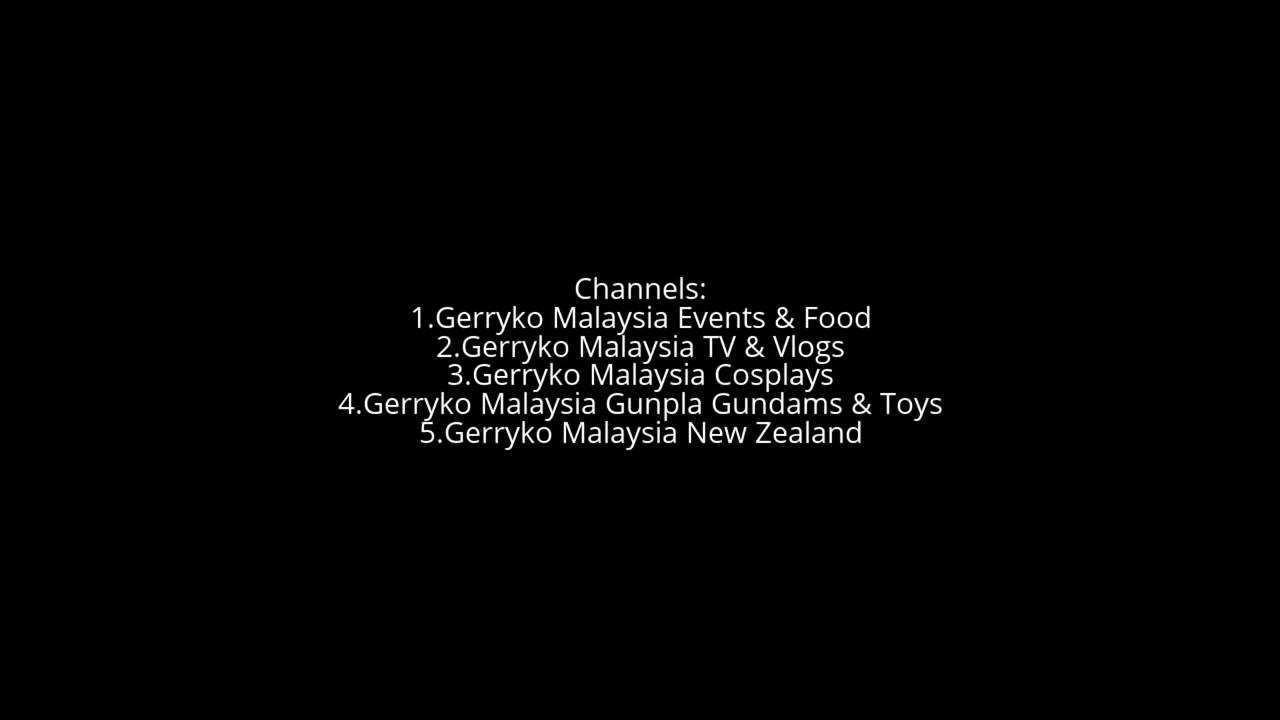 Channels:
1.Gerryko Malaysia Events & Food
2.Gerryko Malaysia TV & Vlogs
3.Gerryko Malaysia Cosplays
4.Gerryko Malaysia Gunpla Gundams & Toys
5.Gerryko Malaysia New Zealand